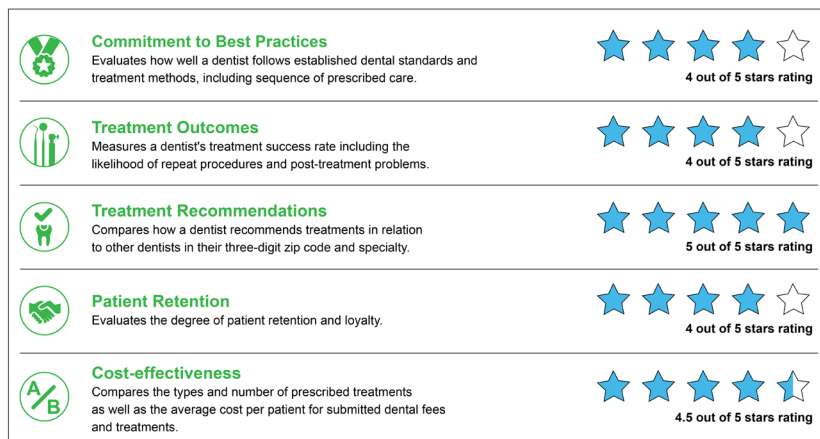 Commitment to Best Practices
Evaluates how well a dentist follows established dental standards and
treatment methods, including sequence of prescribed care.
4 out of 5 stars rating
Treatment Outcomes
Measures a dentist's treatment success rate including the
likelihood of repeat procedures and post-treatment problems.
4 out of 5 stars rating
Treatment Recommendations
Compares how a dentist recommends treatments in relation
to other dentists in their three-digit zip code and specialty.
5 out of 5 stars rating
Patient Retention
Evaluates the degree of patient retention and loyalty.
4 out of 5 stars rating
A/B
Cost-effectiveness
Compares the types and number of prescribed treatments
as well as the average cost per patient for submitted dental fees
and treatments.
4.5 out of 5 stars rating